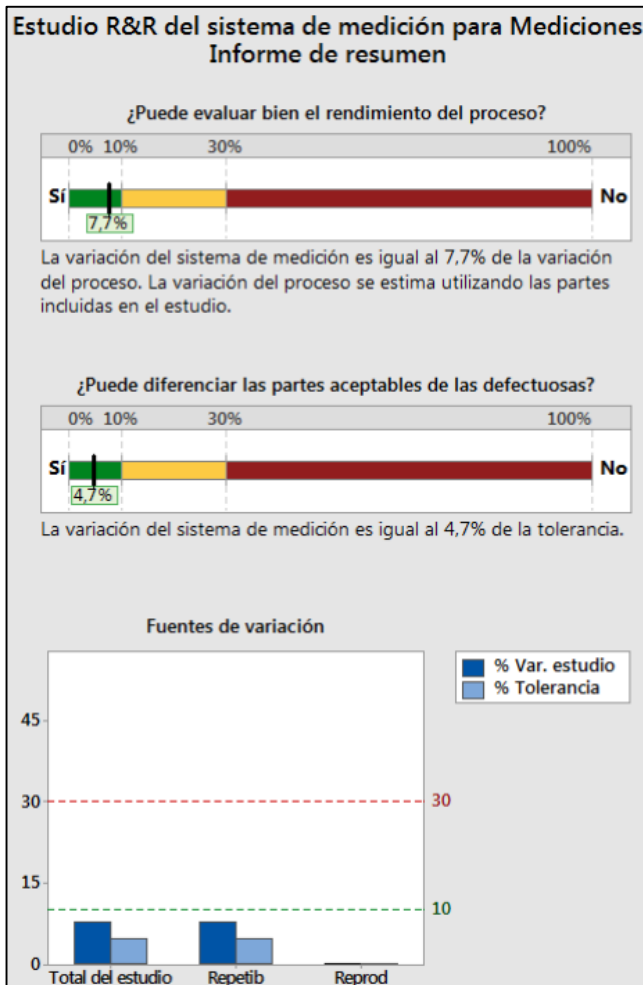 Estudio R&R del sistema de medición para Mediciones
Informe de resumen
¿Puede evaluar bien el rendimiento del proceso?
0% 10% 30% 100%
Sí No
7,7%
La variación del sistema de medición es igual al 7,7% de la variación
del proceso. La variación del proceso se estima utilizando las partes
incluidas en el estudio.
¿Puede diferenciar las partes aceptables de las defectuosas?
0% 10% 30% 100%
Sí No
4,7%
La variación del sistema de medición es igual al 4,7% de la tolerancia.
Fuentes de variación
% Var. estudio
% Tolerancia
45
30 30
15
10
0
Total del estudio Repetib Reprod